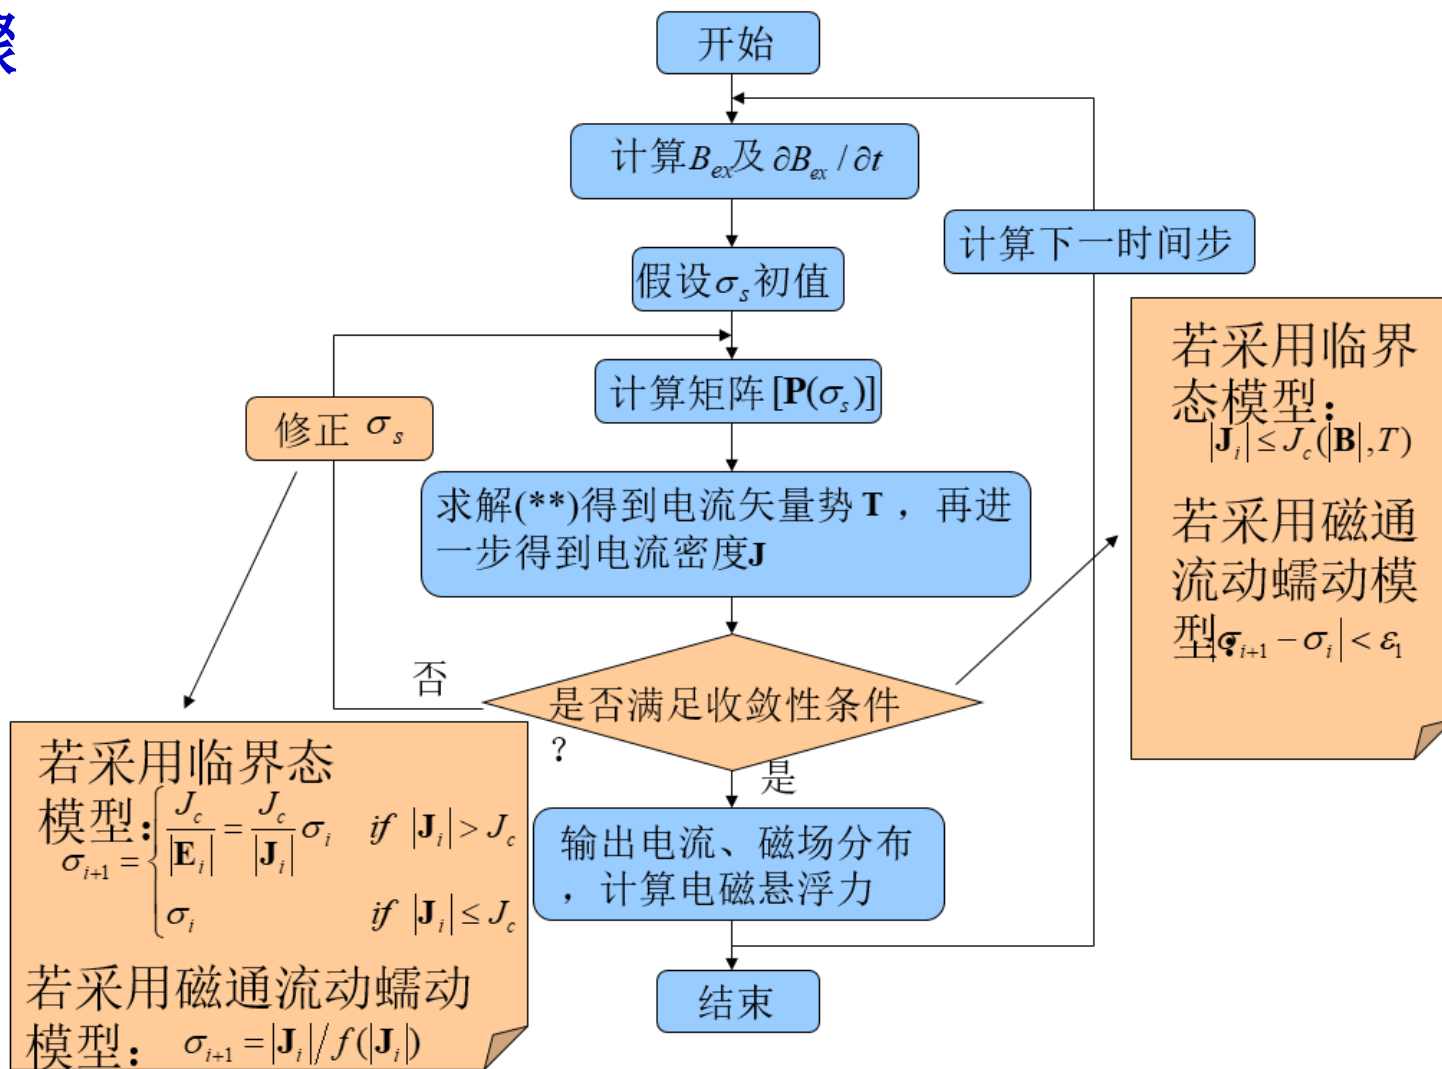 骤
开始
计算B_{ex}及 ∂B_{ex} / ∂t
计算下一时间步
假设σ_s初值
计算矩阵[P(σ_s)]
修正 σ_s
求解(**)得到电流矢量势 T ，再进
一步得到电流密度J
若采用临界
态模型：
|J_i| ≤ J_c(|B|,T)
若采用磁通
流动蠕动模
型：|σ_{i+1} − σ_i| < ε_1
否
是否满足收敛性条件
？
是
输出电流、磁场分布
，计算电磁悬浮力
结束
若采用临界态
模型：
σ_{i+1} = { J_c/|E_i| = J_c/|J_i| σ_i if |J_i| > J_c
σ_i if |J_i| ≤ J_c
若采用磁通流动蠕动
模型： σ_{i+1} = |J_i|/f(|J_i|)